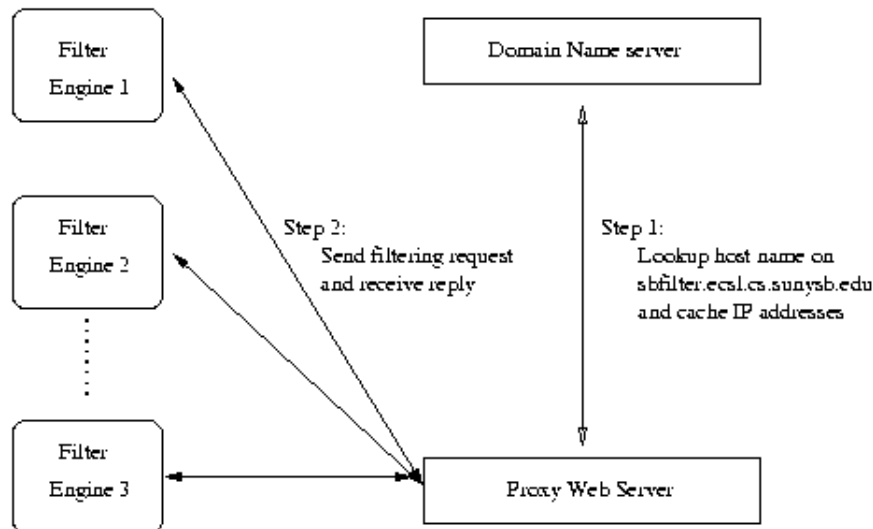 Filter
Engine 1
Domain Name server
Filter
Engine 2
Step 2:
Send filtering request
and receive reply
Step 1:
Lookup host name on
sbfilter.ecsl.cs.sunysb.edu
and cache IP addresses
Filter
Engine 3
Proxy Web Server